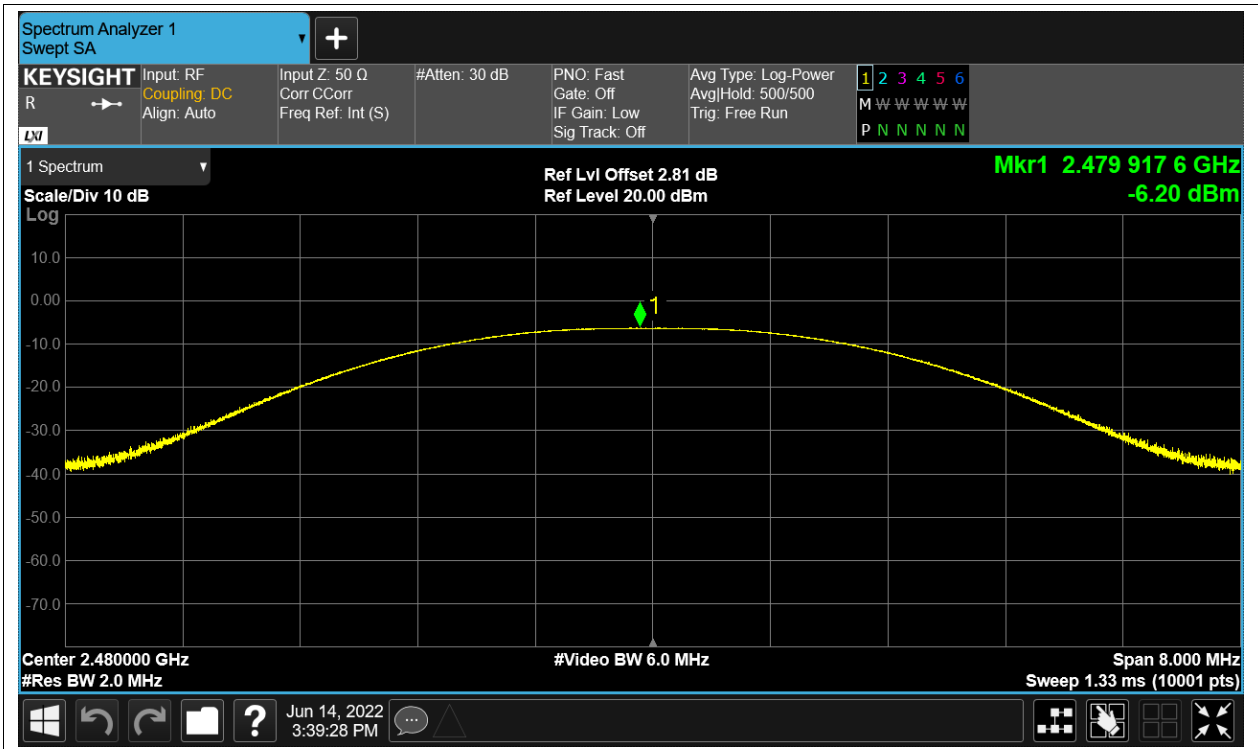 Spectrum Analyzer 1
Swept SA
KEYSIGHT
R
LXI
Input: RF
Coupling: DC
Align: Auto
Input Z: 50 Ω
Corr CCorr
Freq Ref: Int (S)
#Atten: 30 dB
PNO: Fast
Gate: Off
IF Gain: Low
Sig Track: Off
Avg Type: Log-Power
Avg|Hold: 500/500
Trig: Free Run
1 2 3 4 5 6
M W W W W W
P N N N N N
1 Spectrum
Scale/Div 10 dB
Log
Ref Lvl Offset 2.81 dB
Ref Level 20.00 dBm
Mkr1 2.479 917 6 GHz
-6.20 dBm
10.0
0.00
-10.0
-20.0
-30.0
-40.0
-50.0
-60.0
-70.0
1
Center 2.480000 GHz
#Res BW 2.0 MHz
#Video BW 6.0 MHz
Span 8.000 MHz
Sweep 1.33 ms (10001 pts)
?
Jun 14, 2022
3:39:28 PM